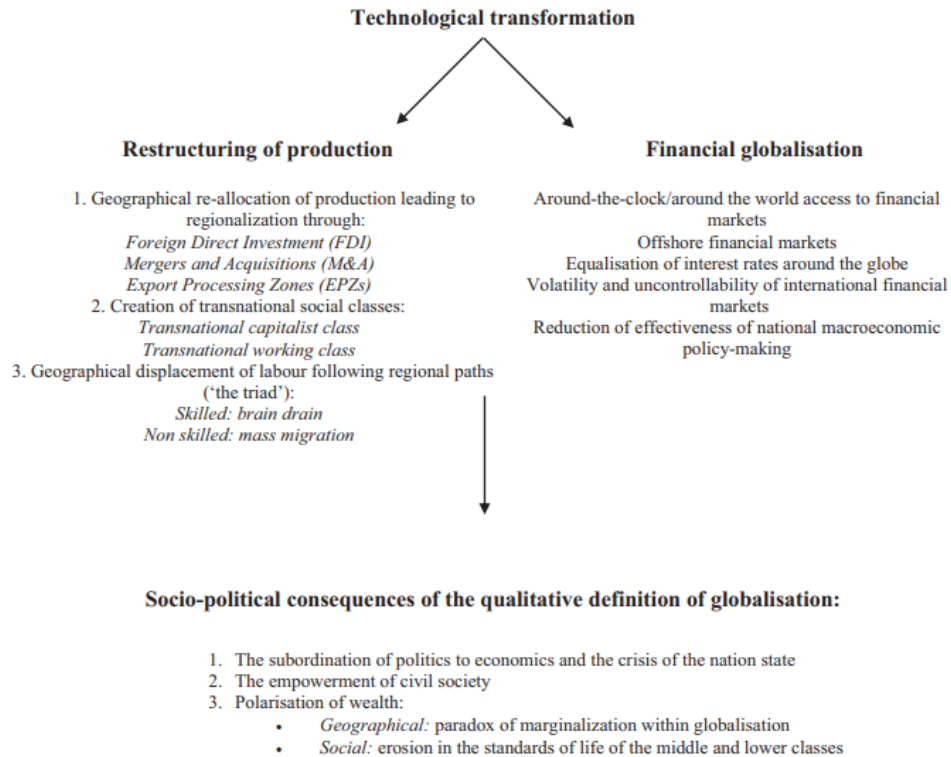 Technological transformation
Restructuring of production
1. Geographical re-allocation of production leading to
regionalization through:
Foreign Direct Investment (FDI)
Mergers and Acquisitions (M&A)
Export Processing Zones (EPZs)
2. Creation of transnational social classes:
Transnational capitalist class
Transnational working class
3. Geographical displacement of labour following regional paths
(‘the triad’):
Skilled: brain drain
Non skilled: mass migration
Financial globalisation
Around-the-clock/around the world access to financial
markets
Offshore financial markets
Equalisation of interest rates around the globe
Volatility and uncontrollability of international financial
markets
Reduction of effectiveness of national macroeconomic
policy-making
Socio-political consequences of the qualitative definition of globalisation:
1. The subordination of politics to economics and the crisis of the nation state
2. The empowerment of civil society
3. Polarisation of wealth:
• Geographical: paradox of marginalization within globalisation
• Social: erosion in the standards of life of the middle and lower classes